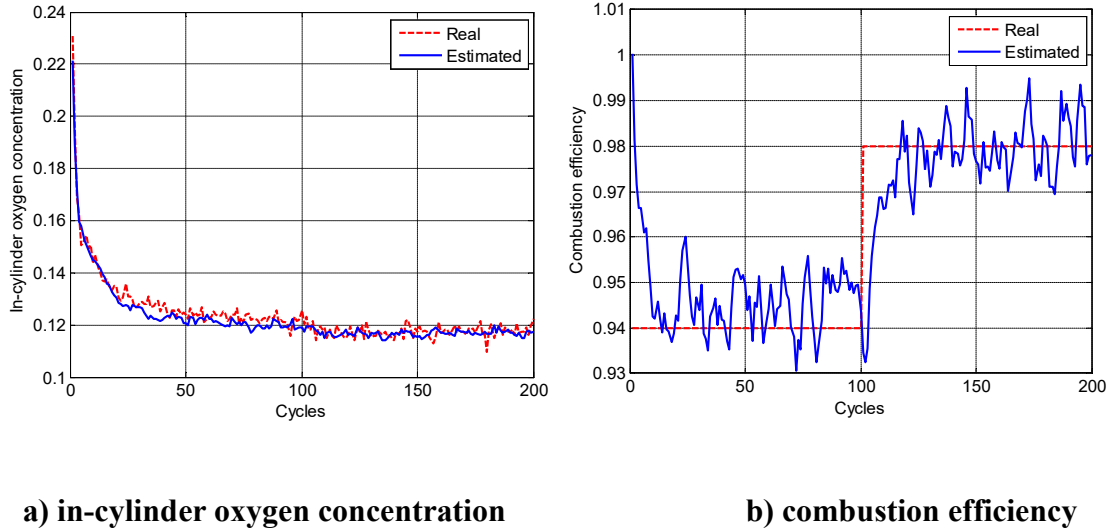 0.24
0.22
0.2
0.18
0.16
0.14
0.12
0.1
0
50
100
150
200
In-cylinder oxygen concentration
Cycles
Real
Estimated
1.01
1
0.99
0.98
0.97
0.96
0.95
0.94
0.93
0
50
100
150
200
Combustion efficiency
Cycles
Real
Estimated
a) in-cylinder oxygen concentration
b) combustion efficiency